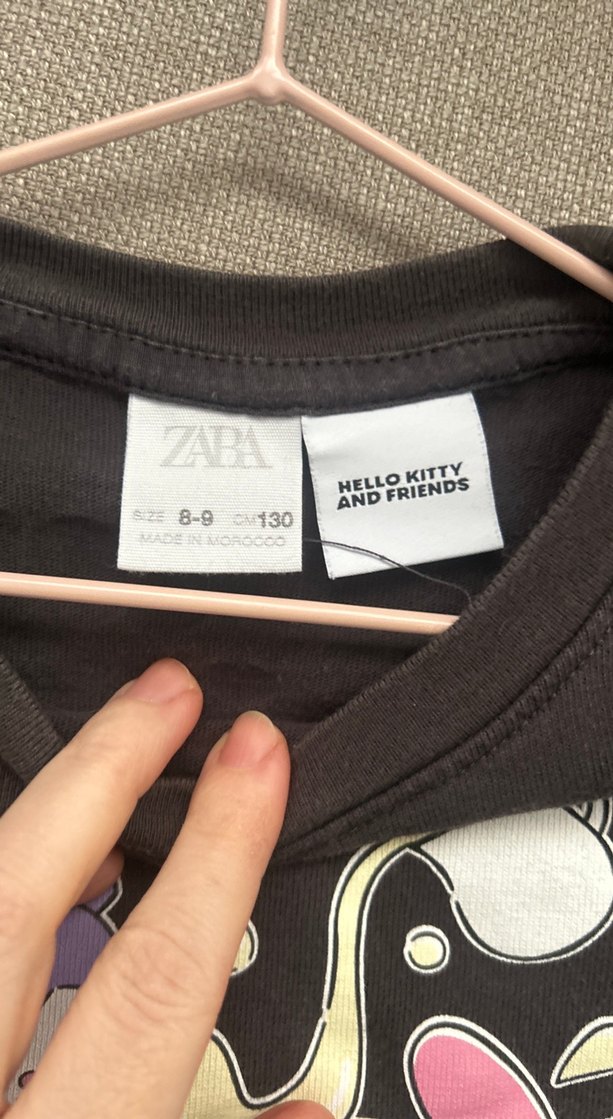 ZARA
SIZE 8-9 CM 130
MADE IN MOROCCO
HELLO KITTY
AND FRIENDS